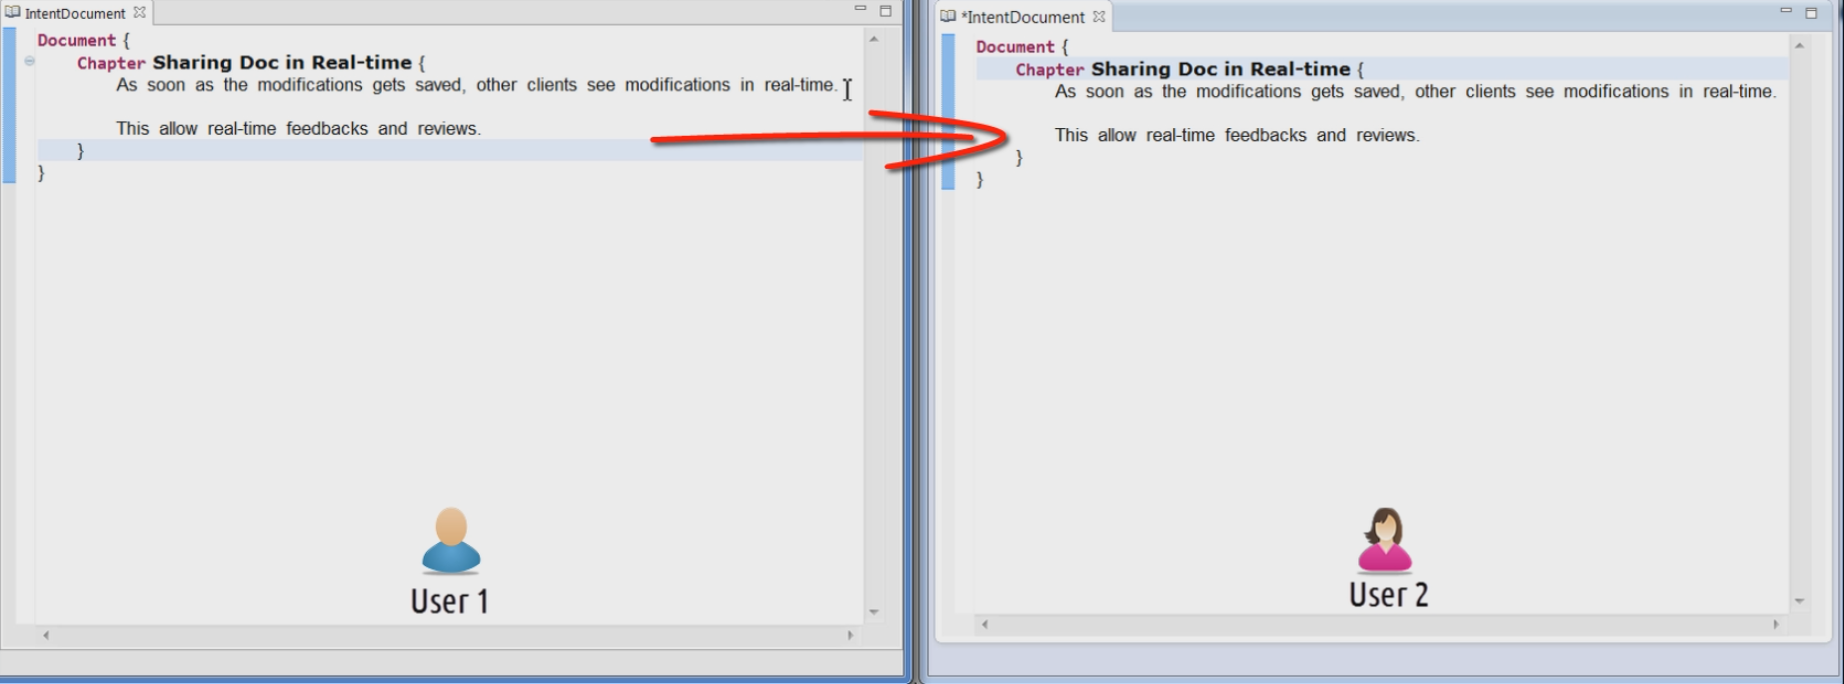 IntentDocument
Document {
Chapter Sharing Doc in Real-time {
As soon as the modifications gets saved, other clients see modifications in real-time.
This allow real-time feedbacks and reviews.
}
}
User 1
*IntentDocument
Document {
Chapter Sharing Doc in Real-time {
As soon as the modifications gets saved, other clients see modifications in real-time.
This allow real-time feedbacks and reviews.
}
}
User 2